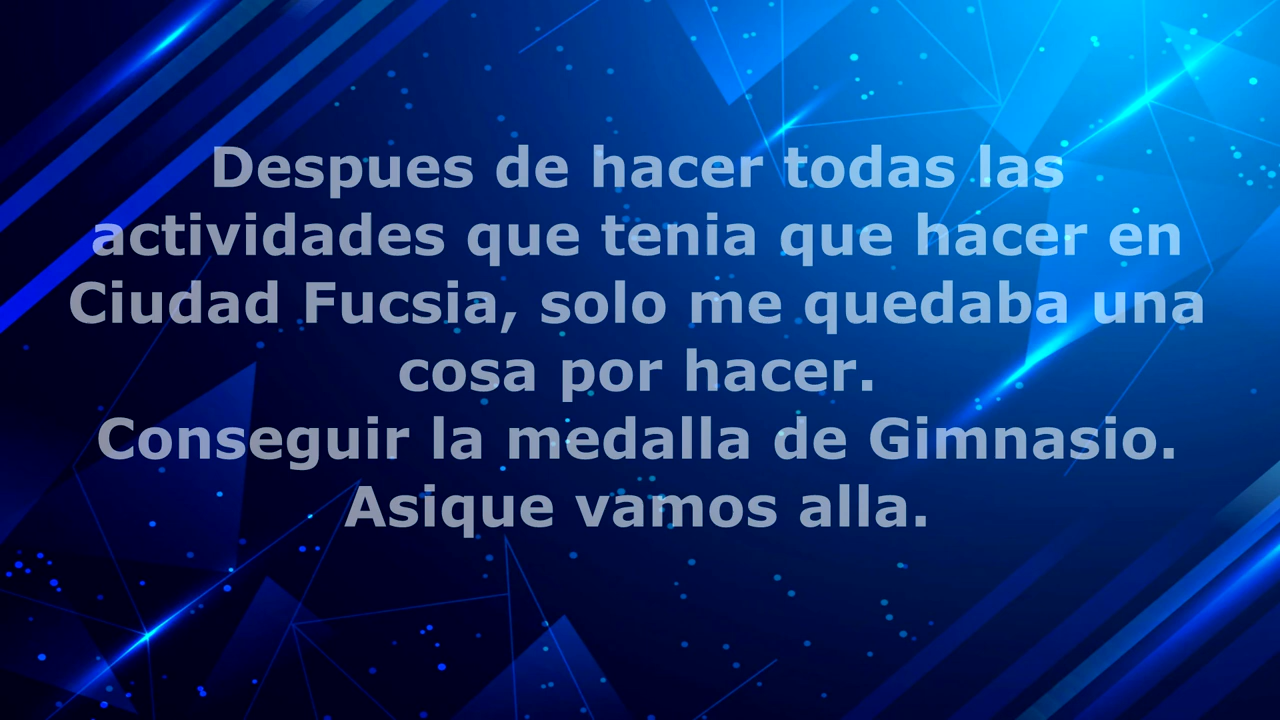 Despues de hacer todas las
actividades que tenia que hacer en
Ciudad Fucsia, solo me quedaba una
cosa por hacer.
Conseguir la medalla de Gimnasio.
Asique vamos alla.